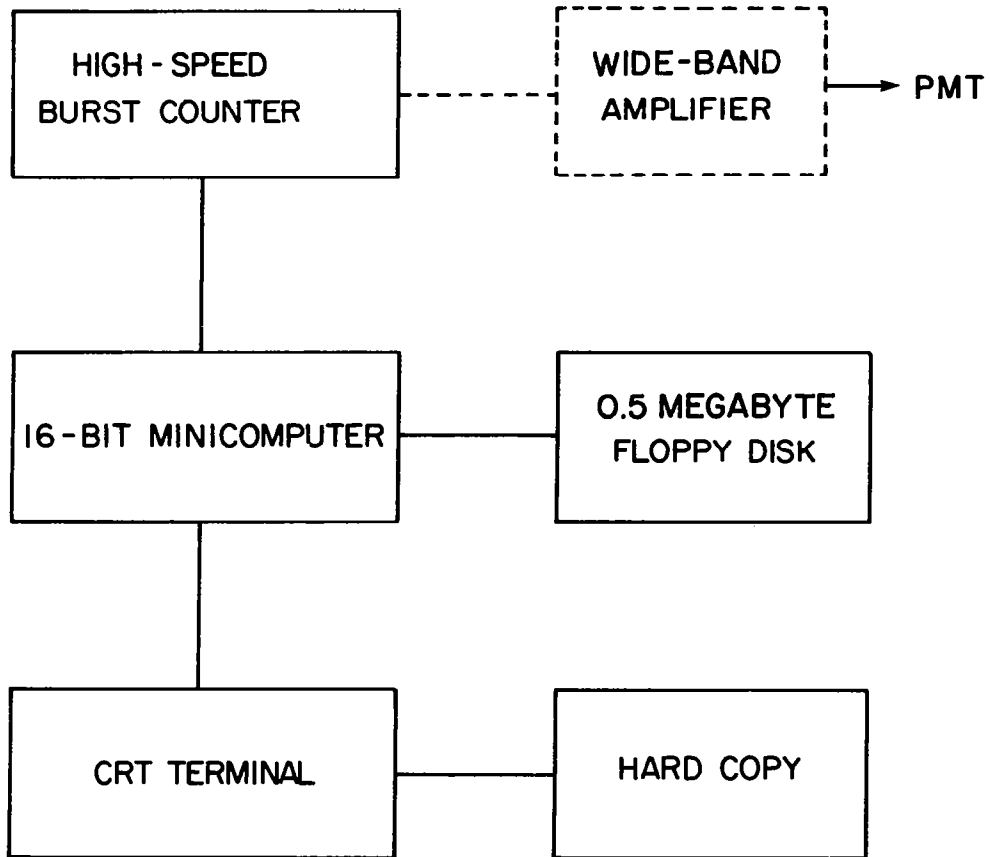 HIGH-SPEED
BURST COUNTER
WIDE-BAND
AMPLIFIER
PMT
16-BIT MINICOMPUTER
0.5 MEGABYTE
FLOPPY DISK
CRT TERMINAL
HARD COPY